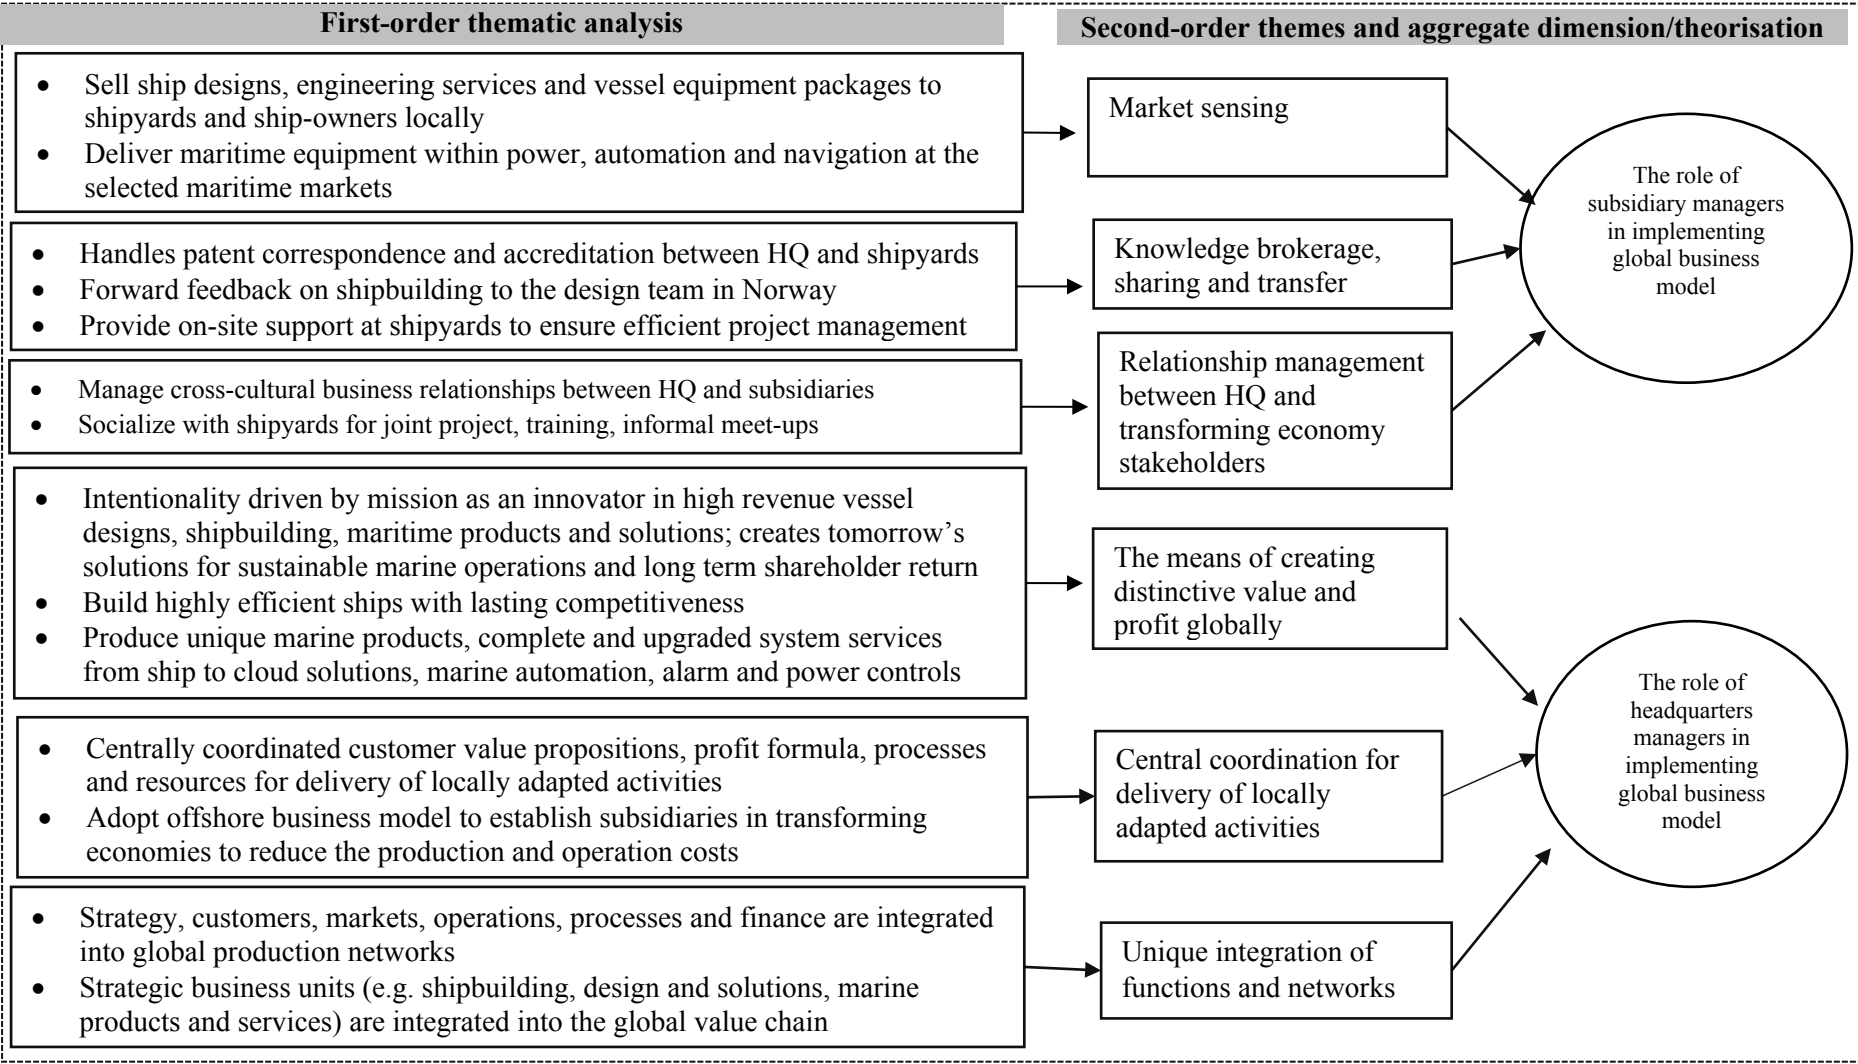 First-order thematic analysis
Second-order themes and aggregate dimension/theorisation
• Sell ship designs, engineering services and vessel equipment packages to
shipyards and ship-owners locally
• Deliver maritime equipment within power, automation and navigation at the
selected maritime markets
Market sensing
• Handles patent correspondence and accreditation between HQ and shipyards
• Forward feedback on shipbuilding to the design team in Norway
• Provide on-site support at shipyards to ensure efficient project management
Knowledge brokerage,
sharing and transfer
• Manage cross-cultural business relationships between HQ and subsidiaries
• Socialize with shipyards for joint project, training, informal meet-ups
Relationship management
between HQ and
transforming economy
stakeholders
The role of
subsidiary managers
in implementing
global business
model
• Intentionality driven by mission as an innovator in high revenue vessel
designs, shipbuilding, maritime products and solutions; creates tomorrow’s
solutions for sustainable marine operations and long term shareholder return
• Build highly efficient ships with lasting competitiveness
• Produce unique marine products, complete and upgraded system services
from ship to cloud solutions, marine automation, alarm and power controls
The means of creating
distinctive value and
profit globally
• Centrally coordinated customer value propositions, profit formula, processes
and resources for delivery of locally adapted activities
• Adopt offshore business model to establish subsidiaries in transforming
economies to reduce the production and operation costs
Central coordination for
delivery of locally
adapted activities
• Strategy, customers, markets, operations, processes and finance are integrated
into global production networks
• Strategic business units (e.g. shipbuilding, design and solutions, marine
products and services) are integrated into the global value chain
Unique integration of
functions and networks
The role of
headquarters
managers in
implementing
global business
model